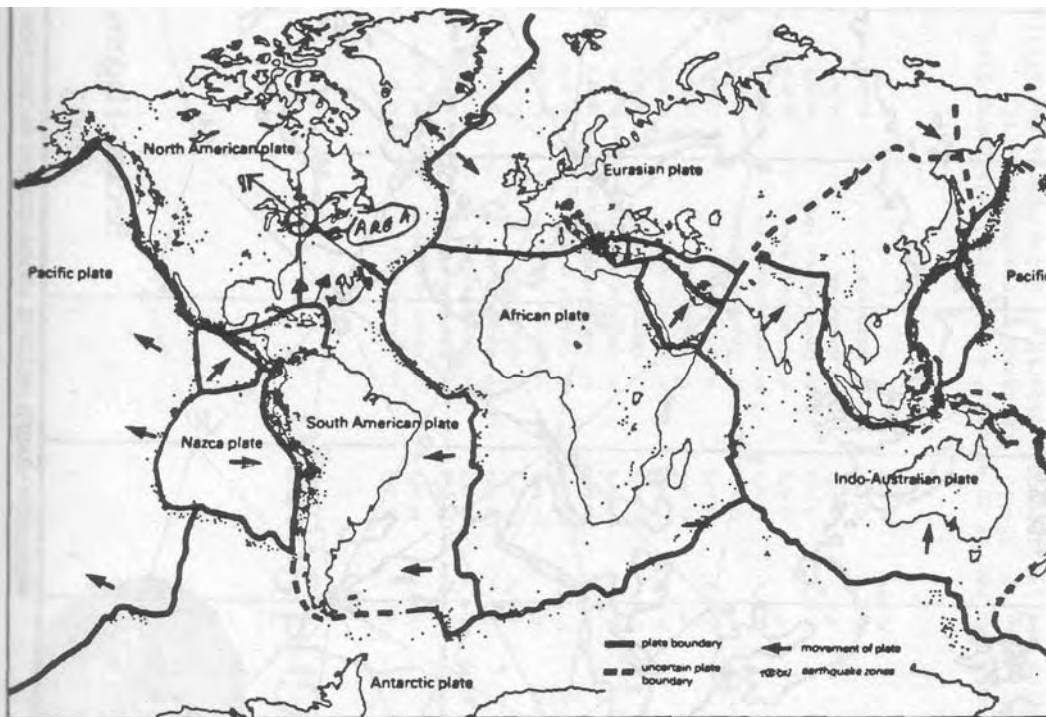 North American plate
Eurasian plate
AREA
Pacific plate
African plate
Pacific
South American plate
Nazca plate
Indo-Australian plate
plate boundary
movement of plate
uncertain plate
boundary
earthquake zones
Antarctic plate